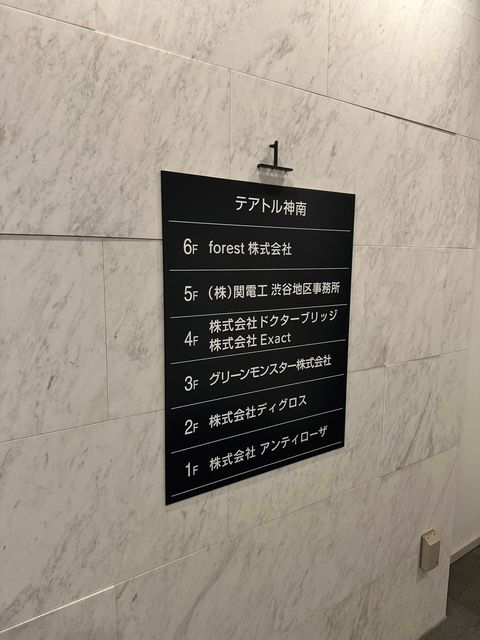 1
テアトル神南
6F forest 株式会社
5F (株)関電工 渋谷地区事務所
4F 株式会社ドクターブリッジ
株式会社 Exact
3F グリーンモンスター株式会社
2F 株式会社ディグロス
1F 株式会社 アンティローザ